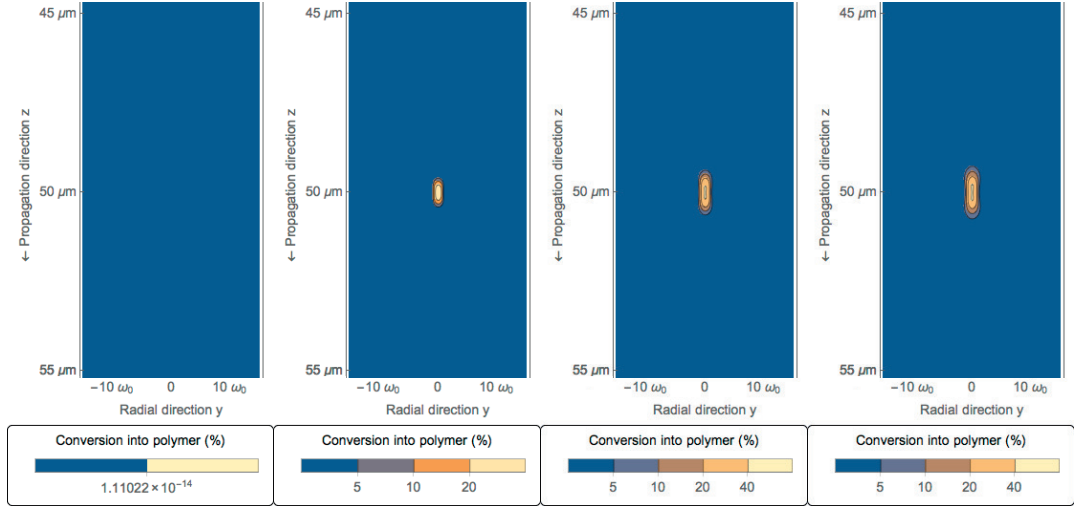 45 μm
← Propagation direction z
50 μm
55 μm
−10 ω₀ 0 10 ω₀
Radial direction y
45 μm
← Propagation direction z
50 μm
55 μm
−10 ω₀ 0 10 ω₀
Radial direction y
45 μm
← Propagation direction z
50 μm
55 μm
−10 ω₀ 0 10 ω₀
Radial direction y
45 μm
← Propagation direction z
50 μm
55 μm
−10 ω₀ 0 10 ω₀
Radial direction y
Conversion into polymer (%)
1.11022 × 10⁻¹⁴
Conversion into polymer (%)
5 10 20
Conversion into polymer (%)
5 10 20 40
Conversion into polymer (%)
5 10 20 40